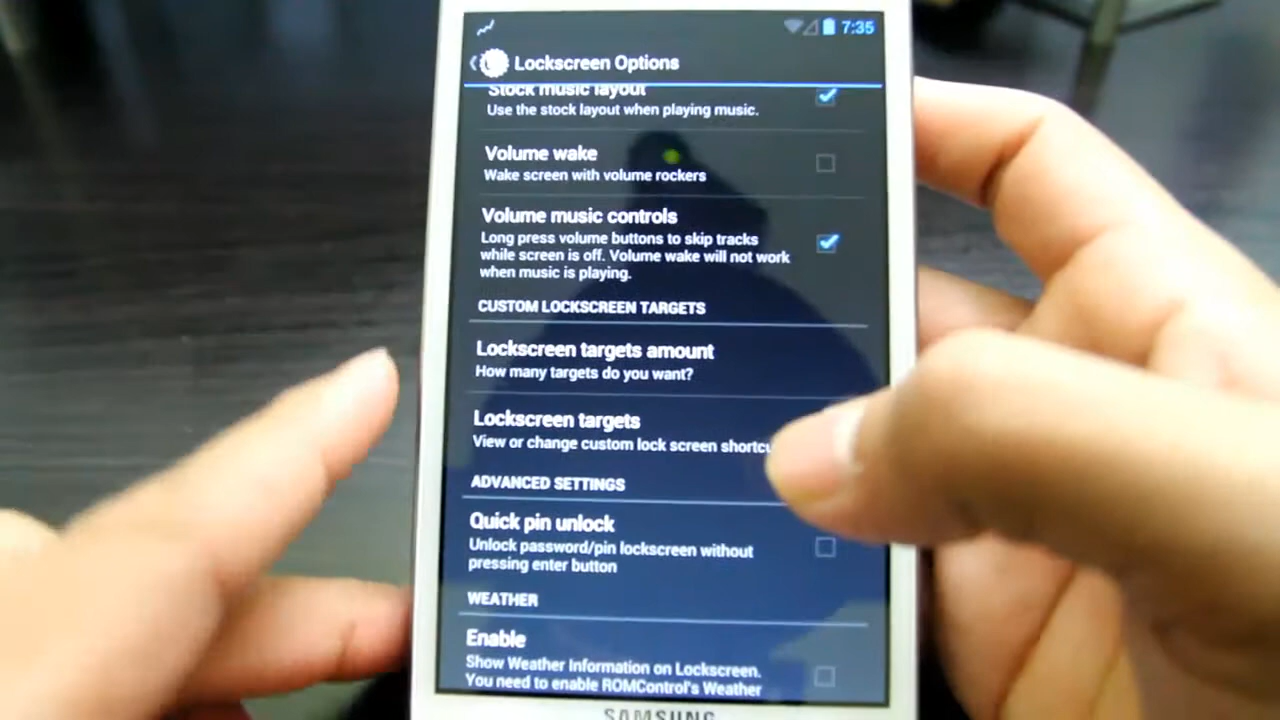 7:35
Lockscreen Options
Stock music layout
Use the stock layout when playing music.
Volume wake
Wake screen with volume rockers
Volume music controls
Long press volume buttons to skip tracks
while screen is off. Volume wake will not work
when music is playing.
CUSTOM LOCKSCREEN TARGETS
Lockscreen targets amount
How many targets do you want?
Lockscreen targets
View or change custom lock screen
ADVANCED SETTINGS
Quick pin unlock
Unlock password/pin lockscreen without
pressing enter button
WEATHER
Enable
Show Weather Information on Lockscreen.
You need to enable ROMControl's Weather
SAMSUNG